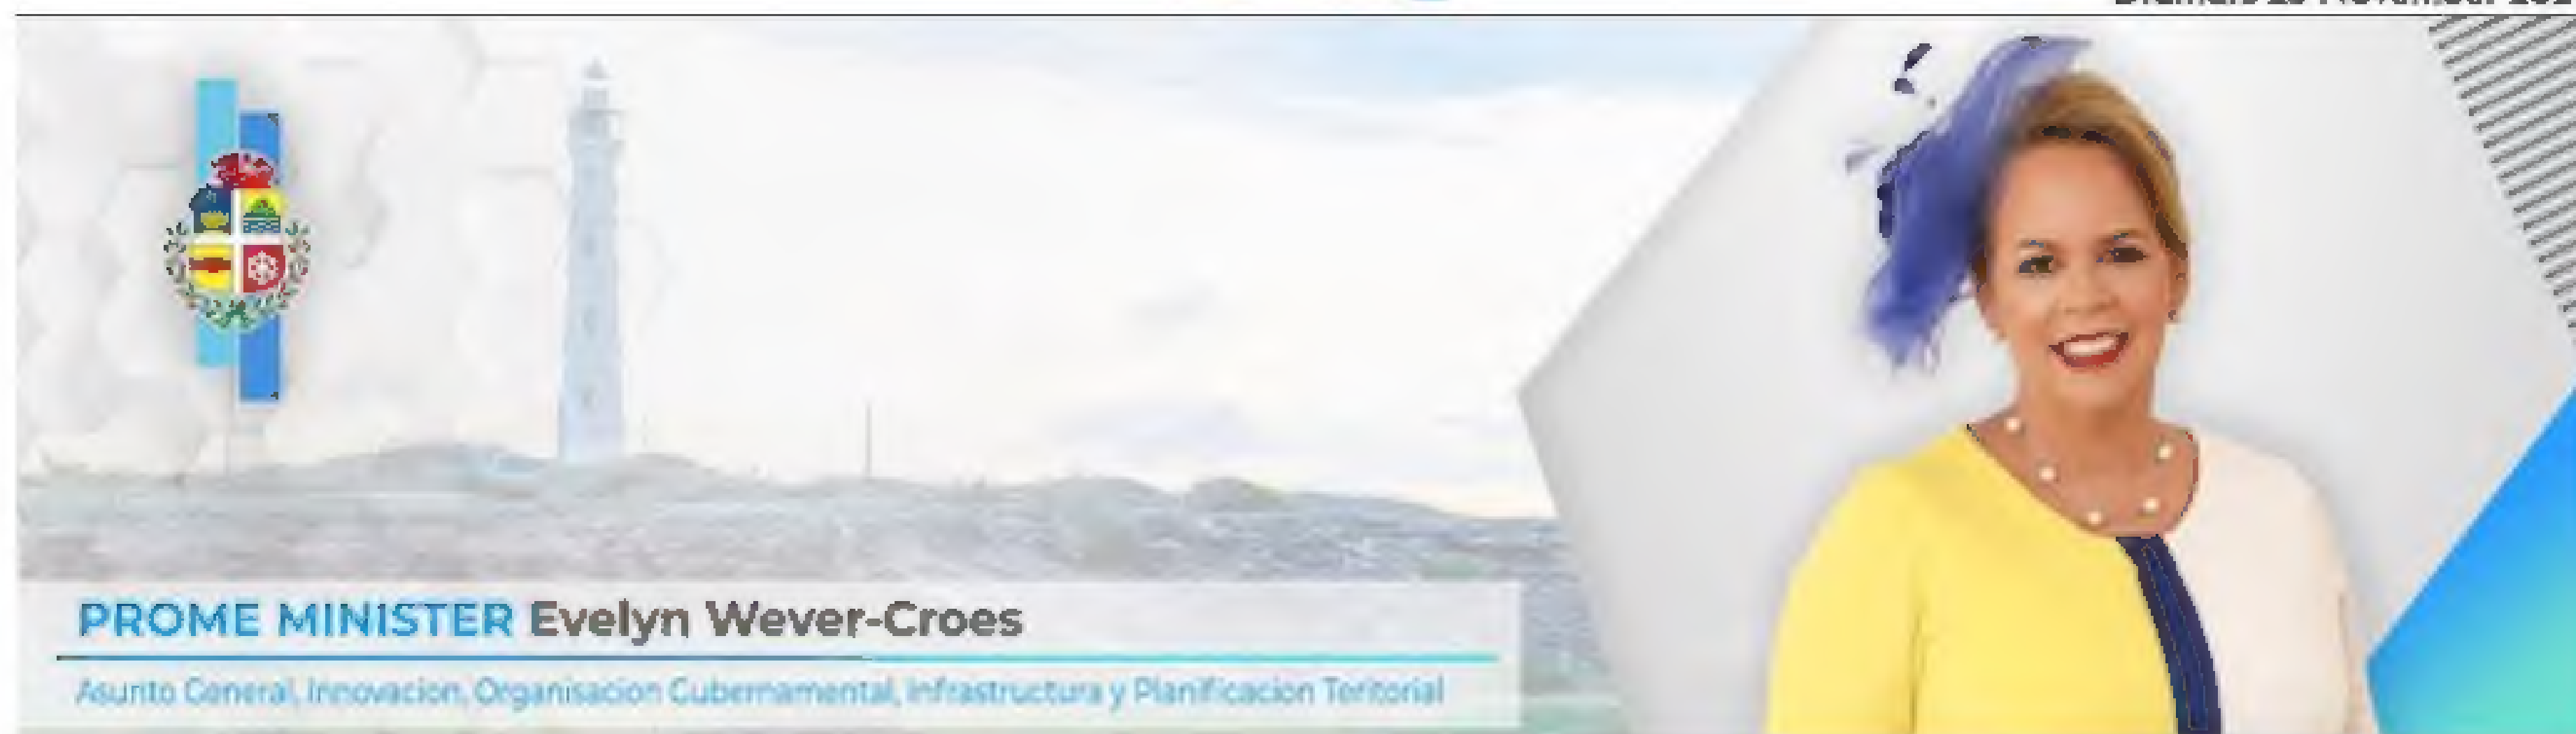 PROME MINISTER Evelyn Wever-Croes
Asunto General, Innovacion, Organisacion Gubernamental, Infrastructura y Planificacion Teritorial